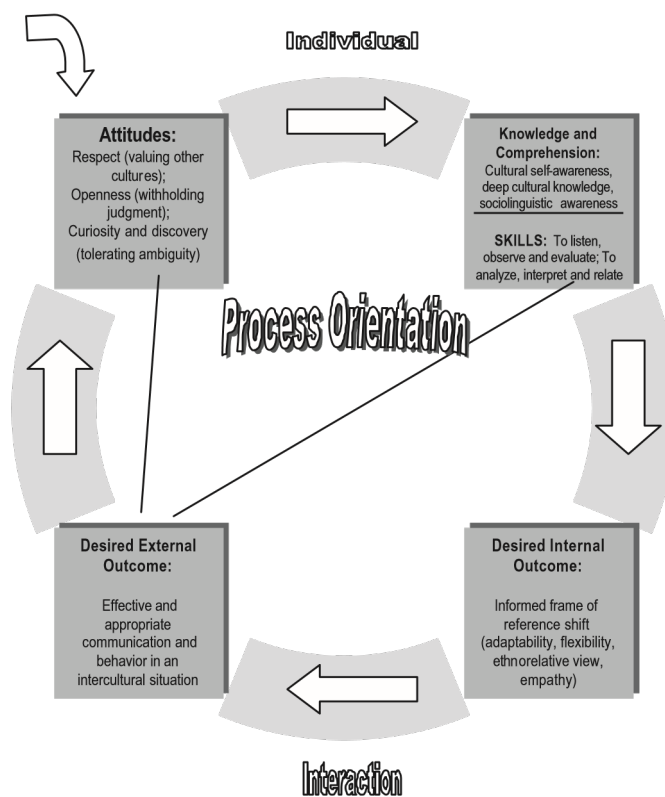 Individual
Attitudes:
Respect (valuing other
cultures);
Openness (withholding
judgment);
Curiosity and discovery
(tolerating ambiguity)
Knowledge and
Comprehension:
Cultural self-awareness,
deep cultural knowledge,
sociolinguistic awareness
SKILLS: To listen,
observe and evaluate; To
analyze, interpret and relate
Process Orientation
Desired External
Outcome:
Effective and
appropriate
communication and
behavior in an
intercultural situation
Desired Internal
Outcome:
Informed frame of
reference shift
(adaptability, flexibility,
ethnorelative view,
empathy)
Interaction